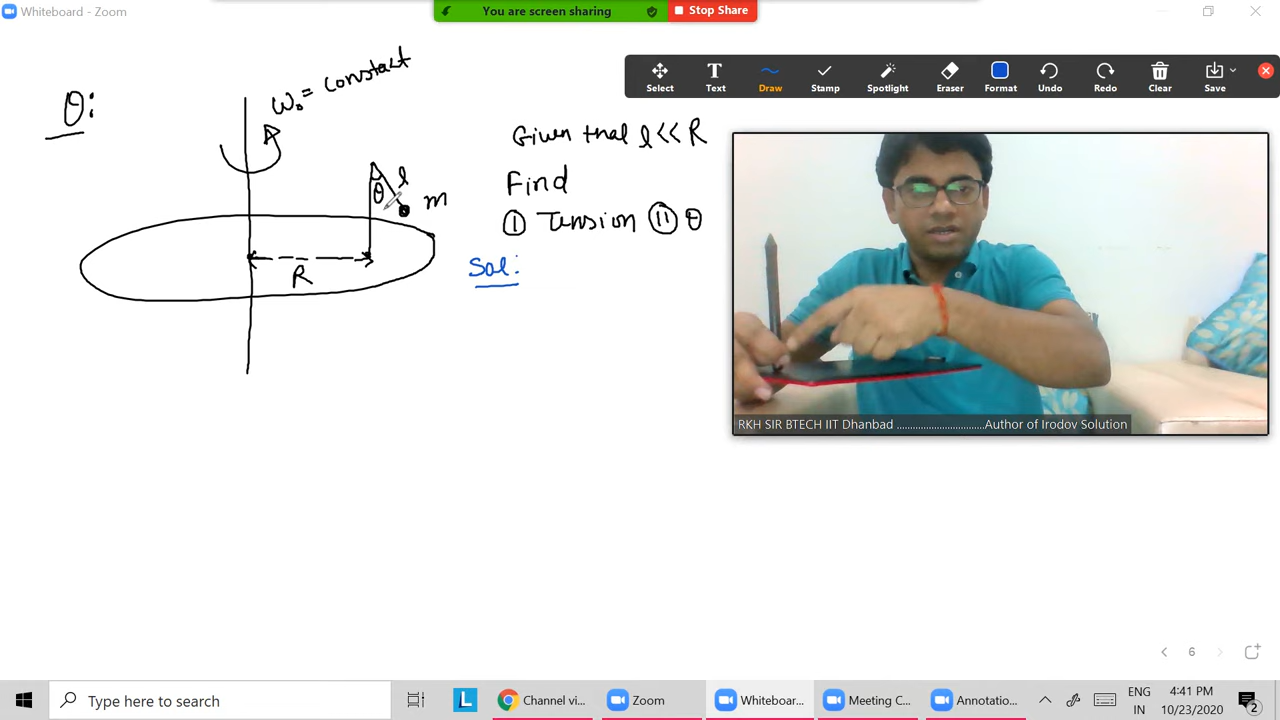 Whiteboard - Zoom
You are screen sharing
Stop Share
Select Text Draw Stamp Spotlight Eraser Format Undo Redo Clear Save
Q:
ω₀ = constact
θ l
m
R
Given that l << R
Find
① Tension ⑪ θ
Sol:
RKH SIR BTECH IIT Dhanbad ................................Author of Irodov Solution
6
Type here to search
L
Channel vi...
Zoom
Whiteboar...
Meeting C...
Annotatio...
ENG
IN
4:41 PM
10/23/2020
2